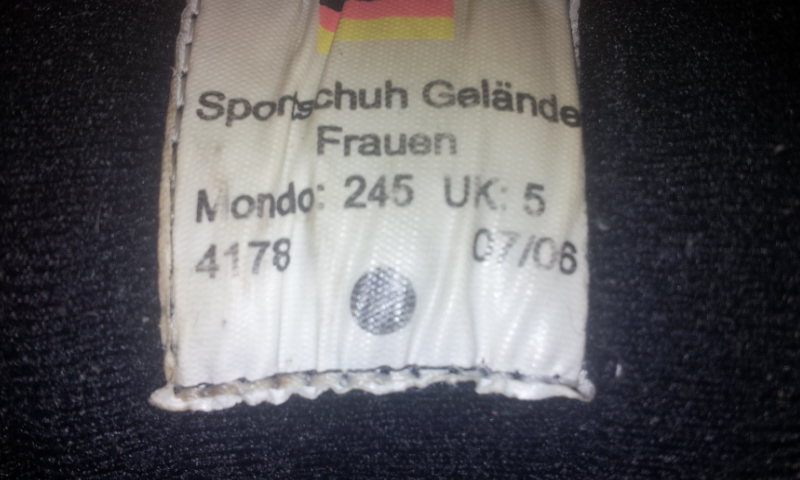 Sportschuh Gelände
Frauen
Mondo: 245 UK: 5
4178 07/06